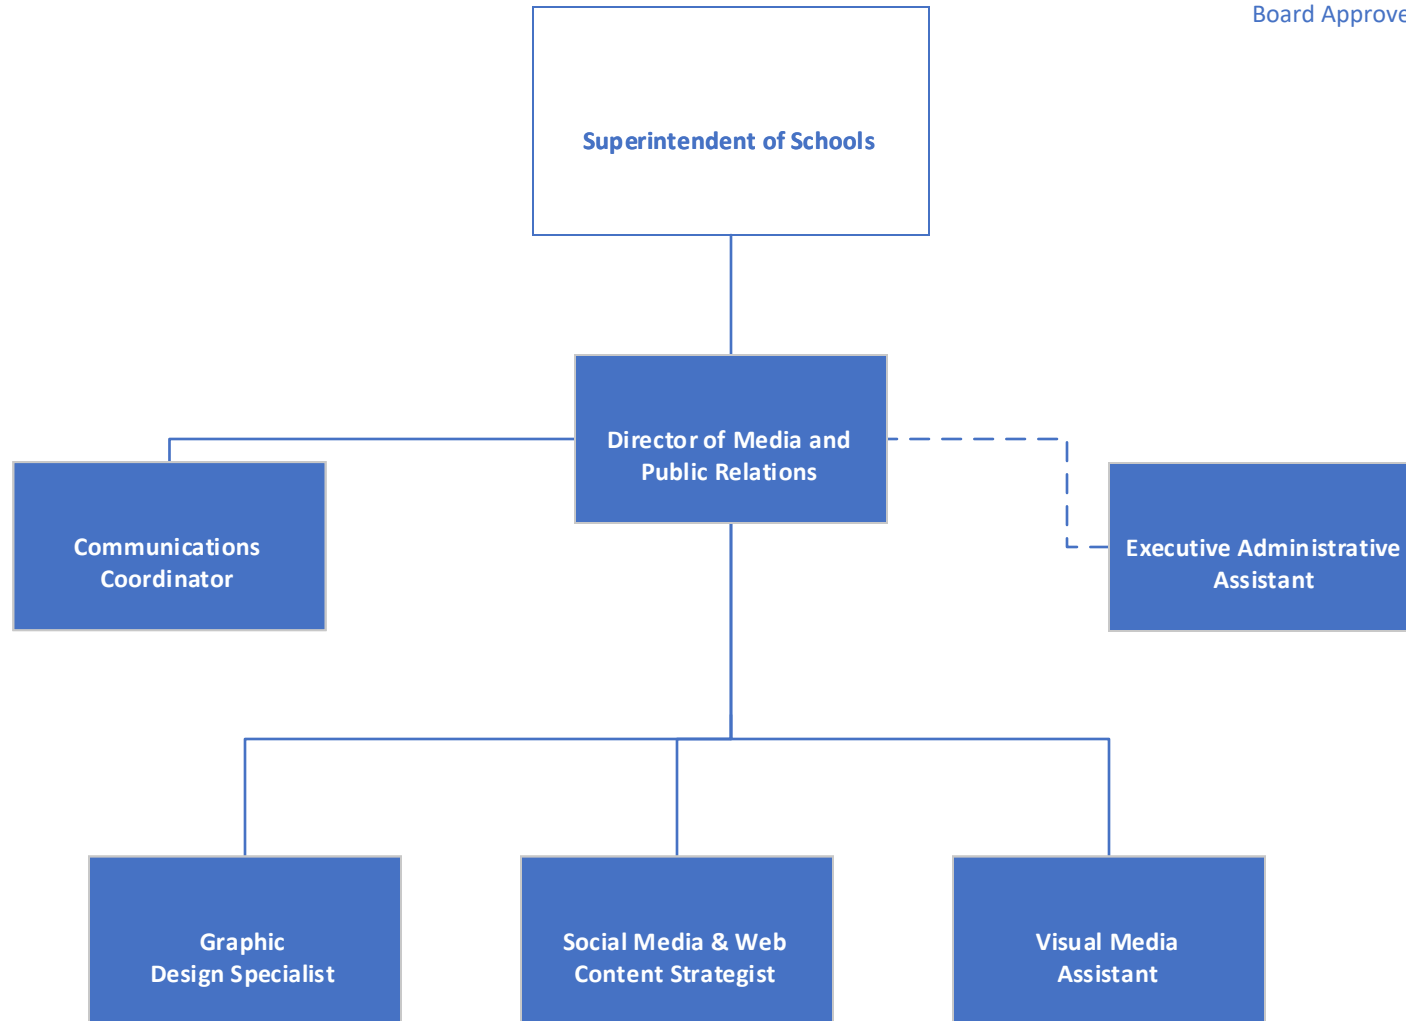 Board Approve
Superintendent of Schools
Director of Media and
Public Relations
Communications
Coordinator
Executive Administrative
Assistant
Graphic
Design Specialist
Social Media & Web
Content Strategist
Visual Media
Assistant